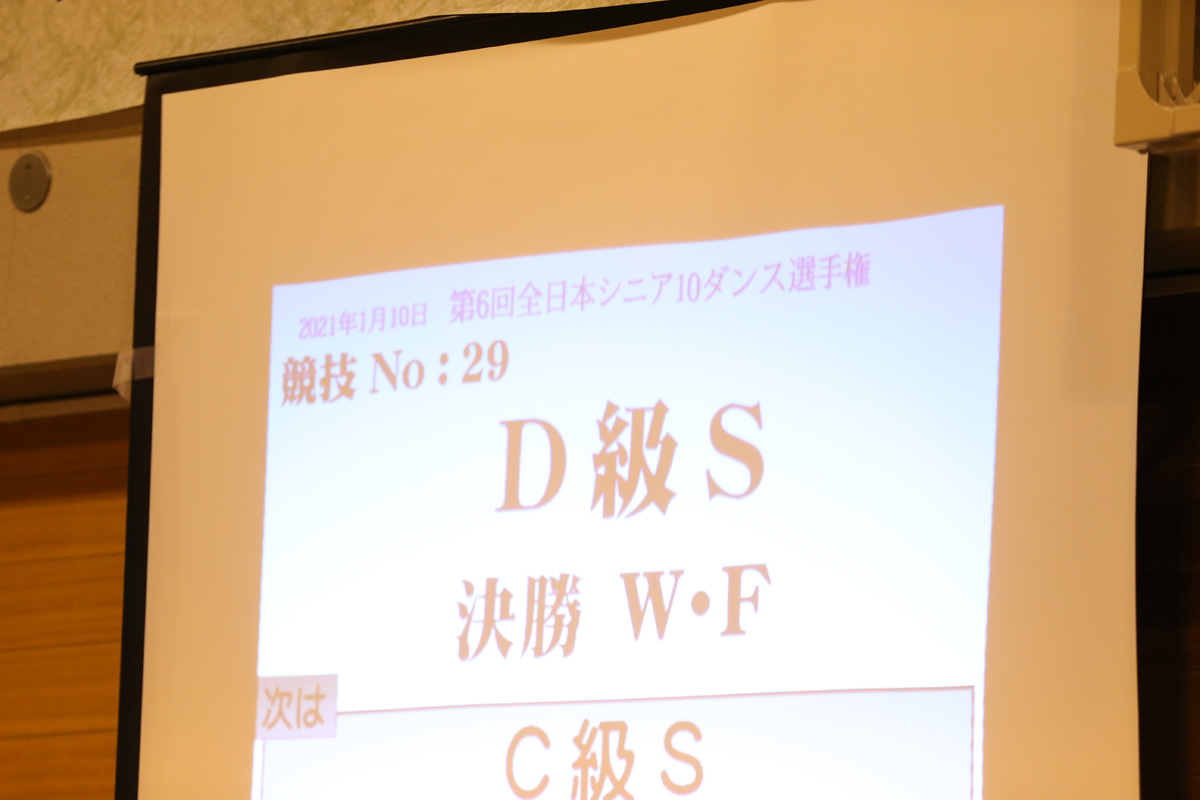 2021年1月10日 第6回全日本シニア10ダンス選手権
競技 No：29
D級S
決勝 W・F
次は
C級S